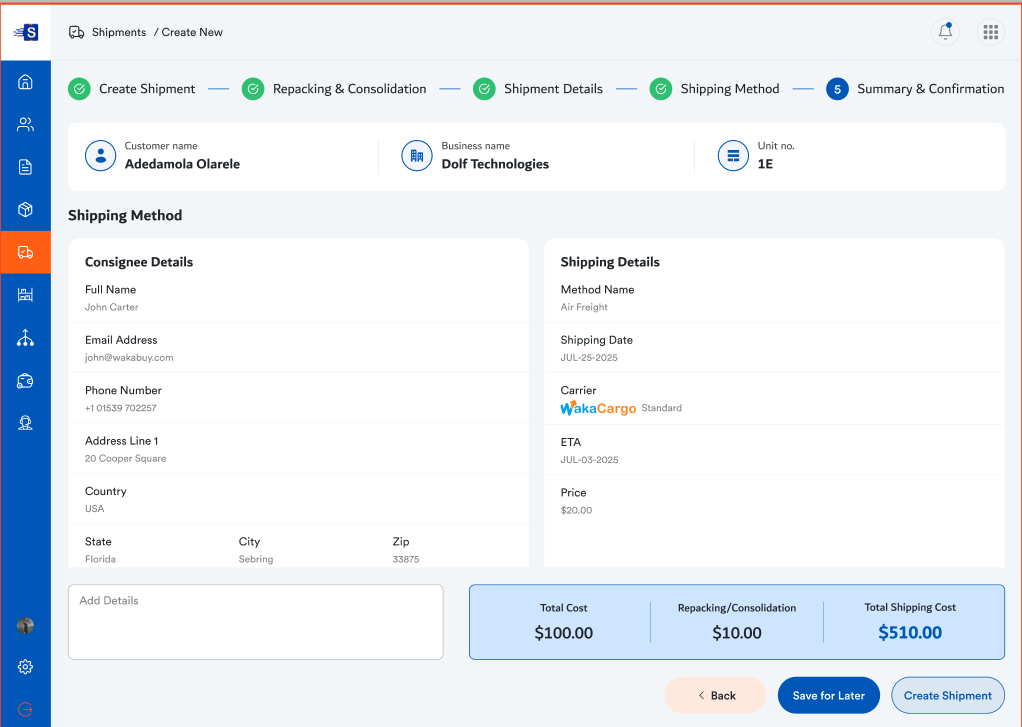 S
Shipments / Create New
Create Shipment
Repacking & Consolidation
Shipment Details
Shipping Method
5
Summary & Confirmation
Customer name
Adedamola Olarele
Business name
Dolf Technologies
Unit no.
1E
Shipping Method
Consignee Details
Full Name
John Carter
Email Address
john@wakabuy.com
Phone Number
+1 01539 702257
Address Line 1
20 Cooper Square
Country
USA
State City Zip
Florida Sebring 33875
Shipping Details
Method Name
Air Freight
Shipping Date
JUL-25-2025
Carrier
WakaCargo Standard
ETA
JUL-03-2025
Price
$20.00
Add Details
Total Cost
$100.00
Repacking/Consolidation
$10.00
Total Shipping Cost
$510.00
Back
Save for Later
Create Shipment